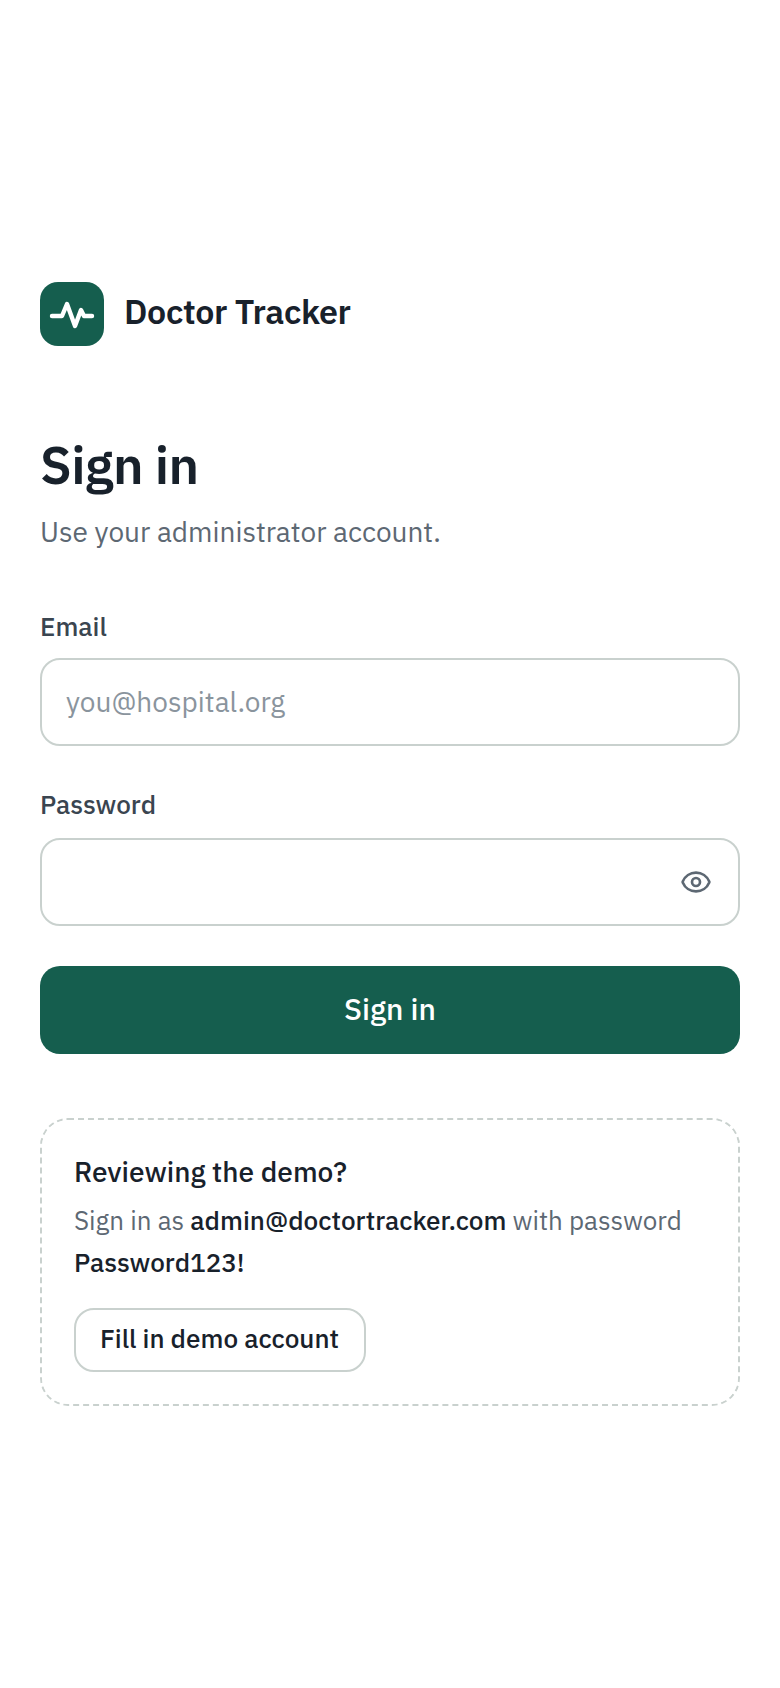 Doctor Tracker
Sign in
Use your administrator account.
Email
you@hospital.org
Password
Sign in
Reviewing the demo?
Sign in as admin@doctortracker.com with password
Password123!
Fill in demo account